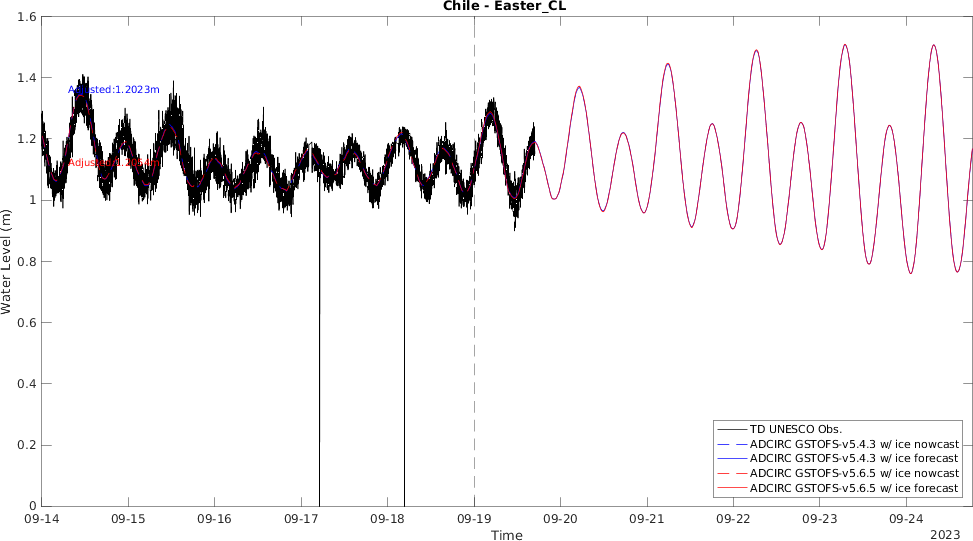 Chile - Easter_CL
1.6
1.4
1.2
1
0.8
0.6
0.4
0.2
0
Water Level (m)
Adjusted:1.2023m
09-14
09-15
09-16
09-17
09-18
09-19
09-20
09-21
09-22
09-23
09-24
Time
2023
TD UNESCO Obs.
ADCIRC GSTOFS-v5.4.3 w/ ice nowcast
ADCIRC GSTOFS-v5.4.3 w/ ice forecast
ADCIRC GSTOFS-v5.6.5 w/ ice nowcast
ADCIRC GSTOFS-v5.6.5 w/ ice forecast